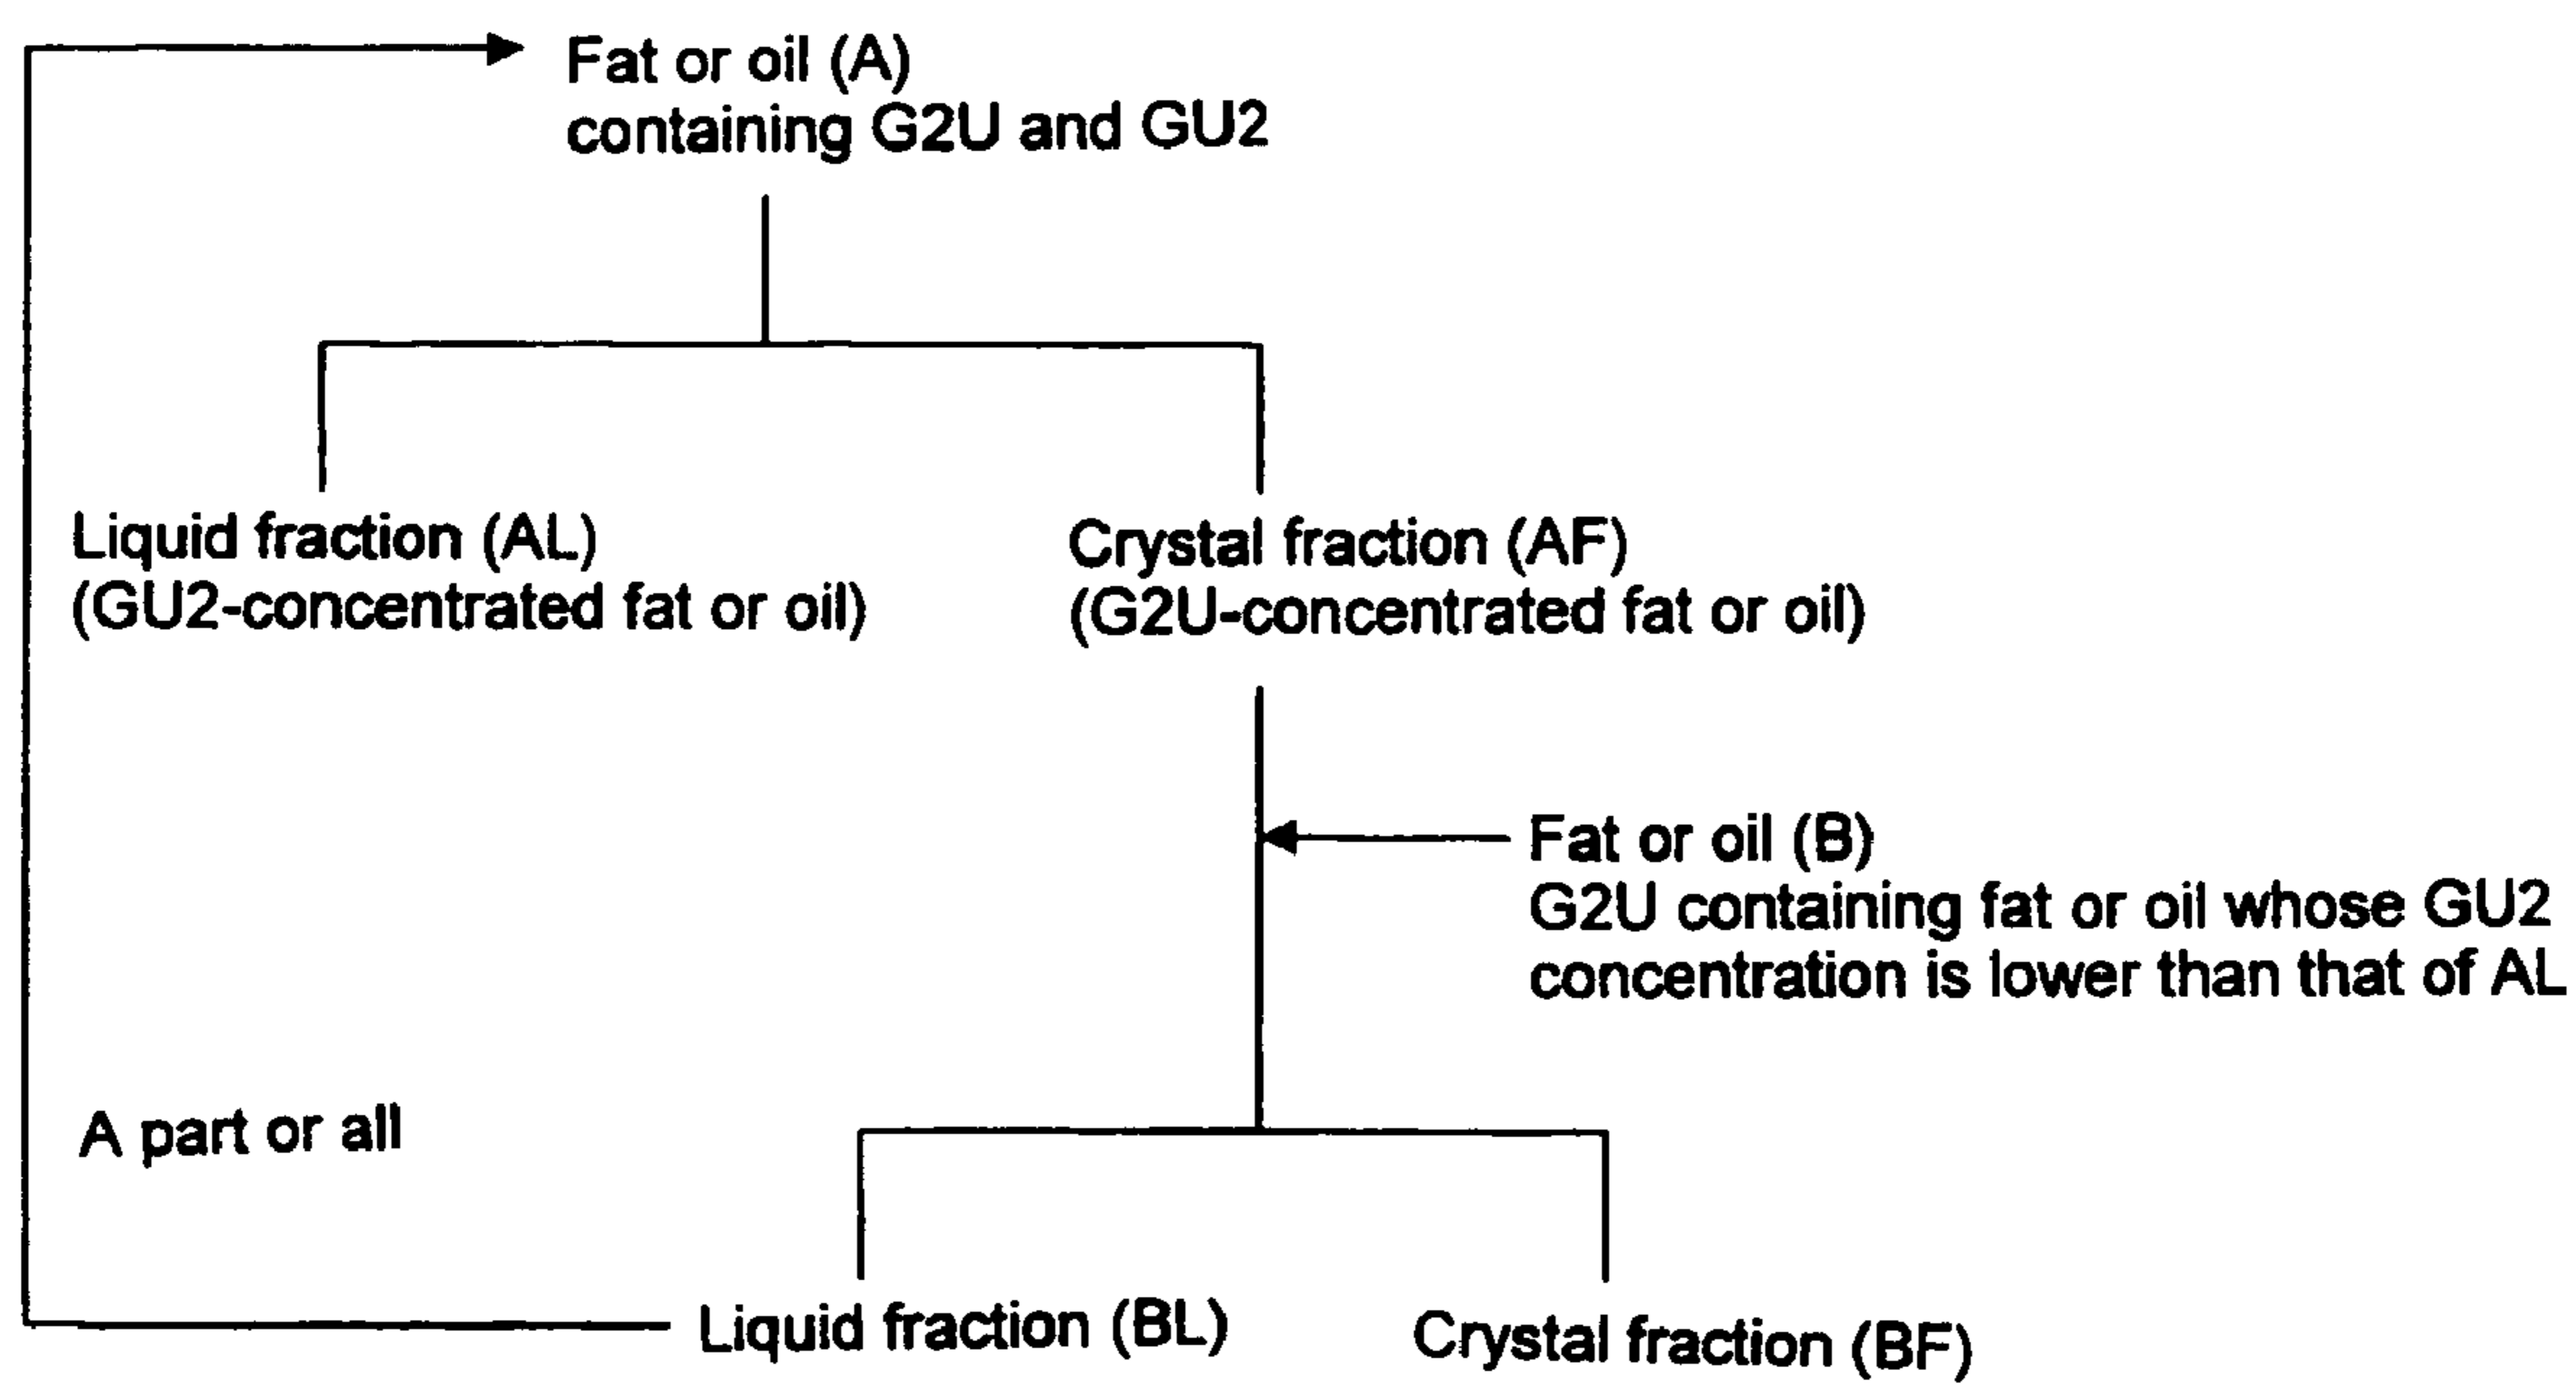 Fat or oil (A)
containing G2U and GU2
Liquid fraction (AL)
(GU2-concentrated fat or oil)
Crystal fraction (AF)
(G2U-concentrated fat or oil)
Fat or oil (B)
G2U containing fat or oil whose GU2
concentration is lower than that of AL
A part or all
Liquid fraction (BL)
Crystal fraction (BF)